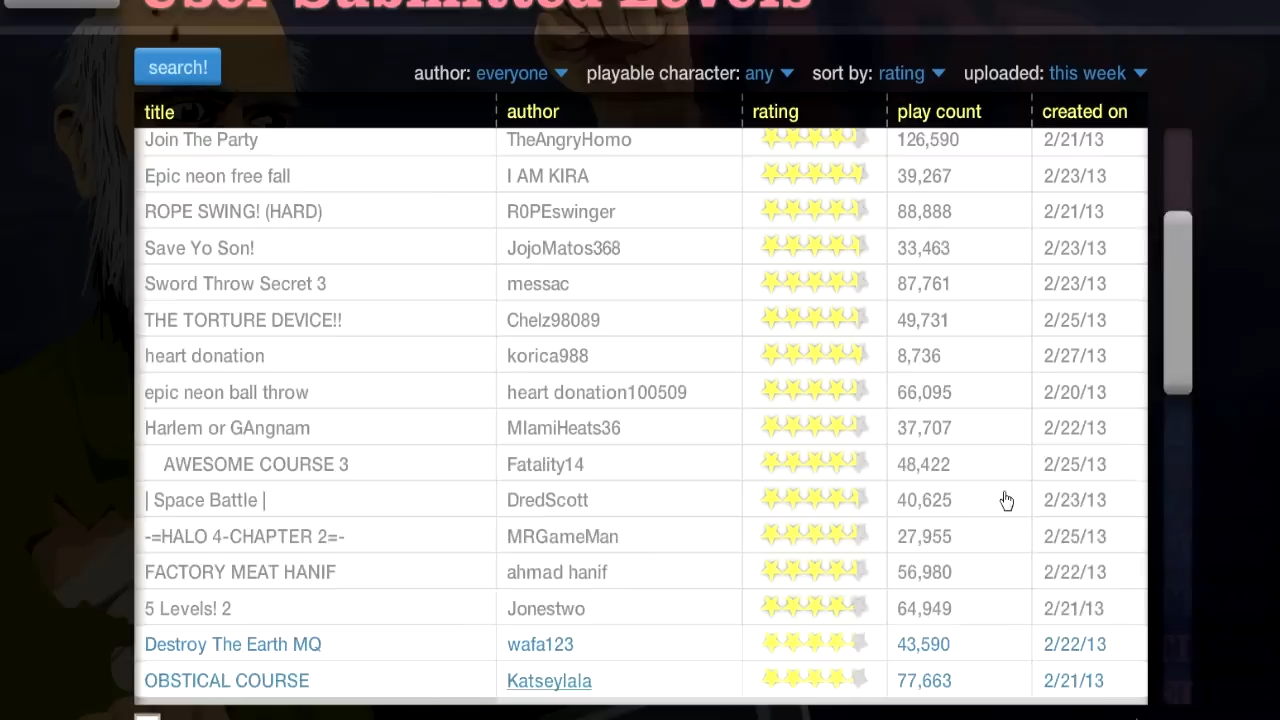 User Submitted Levels
search!
author: everyone playable character: any sort by: rating uploaded: this week
title author rating play count created on
Join The Party TheAngryHomo 126,590 2/21/13
Epic neon free fall I AM KIRA 39,267 2/23/13
ROPE SWING! (HARD) R0PEswinger 88,888 2/21/13
Save Yo Son! JojoMatos368 33,463 2/23/13
Sword Throw Secret 3 messac 87,761 2/23/13
THE TORTURE DEVICE!! Chelz98089 49,731 2/25/13
heart donation korica988 8,736 2/27/13
epic neon ball throw heart donation100509 66,095 2/20/13
Harlem or GAngnam MIamiHeats36 37,707 2/22/13
AWESOME COURSE 3 Fatality14 48,422 2/25/13
| Space Battle | DredScott 40,625 2/23/13
-=HALO 4-CHAPTER 2=- MRGameMan 27,955 2/25/13
FACTORY MEAT HANIF ahmad hanif 56,980 2/22/13
5 Levels! 2 Jonestwo 64,949 2/21/13
Destroy The Earth MQ wafa123 43,590 2/22/13
OBSTICAL COURSE Katseylala 77,663 2/21/13